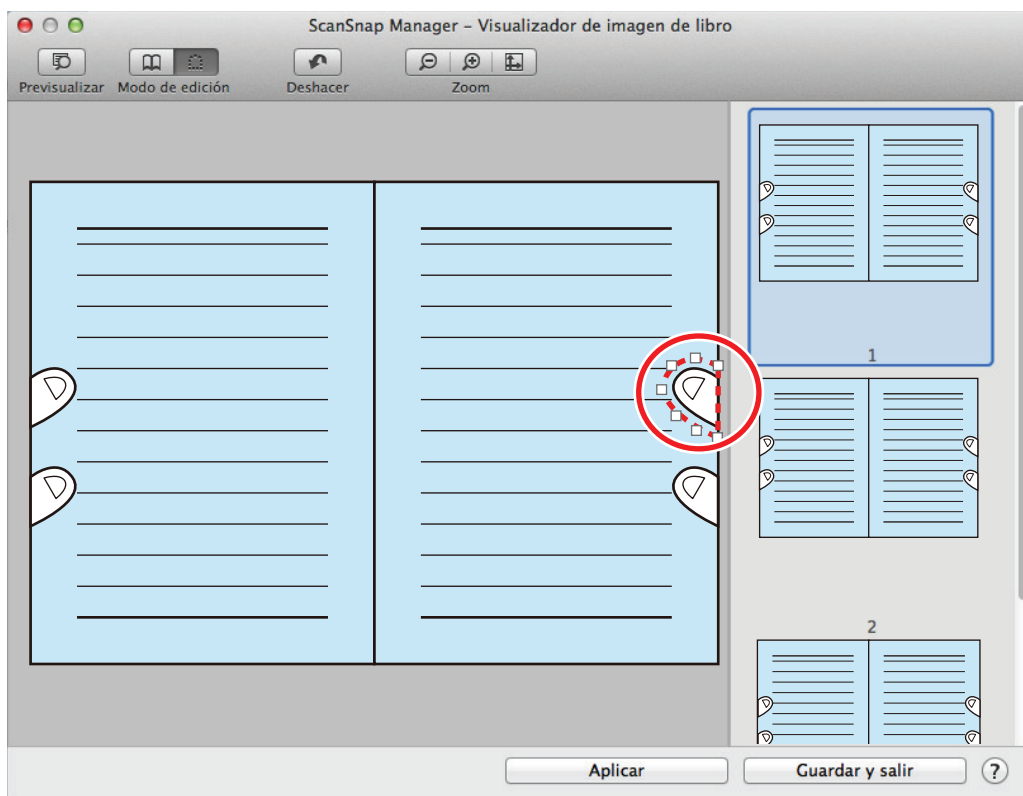 ScanSnap Manager – Visualizador de imagen de libro
Previsualizar Modo de edición Deshacer Zoom
1
2
Aplicar Guardar y salir ?